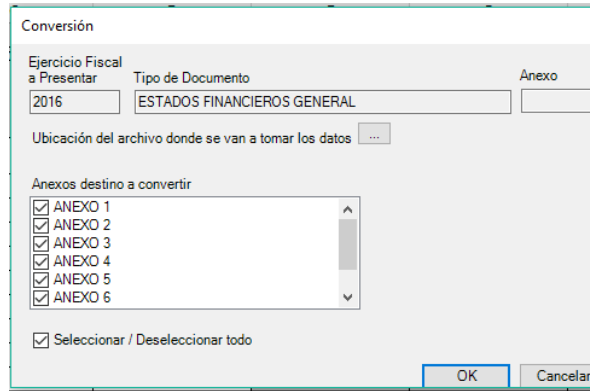 Conversión
Ejercicio Fiscal
a Presentar
Tipo de Documento
Anexo
2016
ESTADOS FINANCIEROS GENERAL
Ubicación del archivo donde se van a tomar los datos ...
Anexos destino a convertir
ANEXO 1
ANEXO 2
ANEXO 3
ANEXO 4
ANEXO 5
ANEXO 6
Seleccionar / Deseleccionar todo
OK
Cancelar